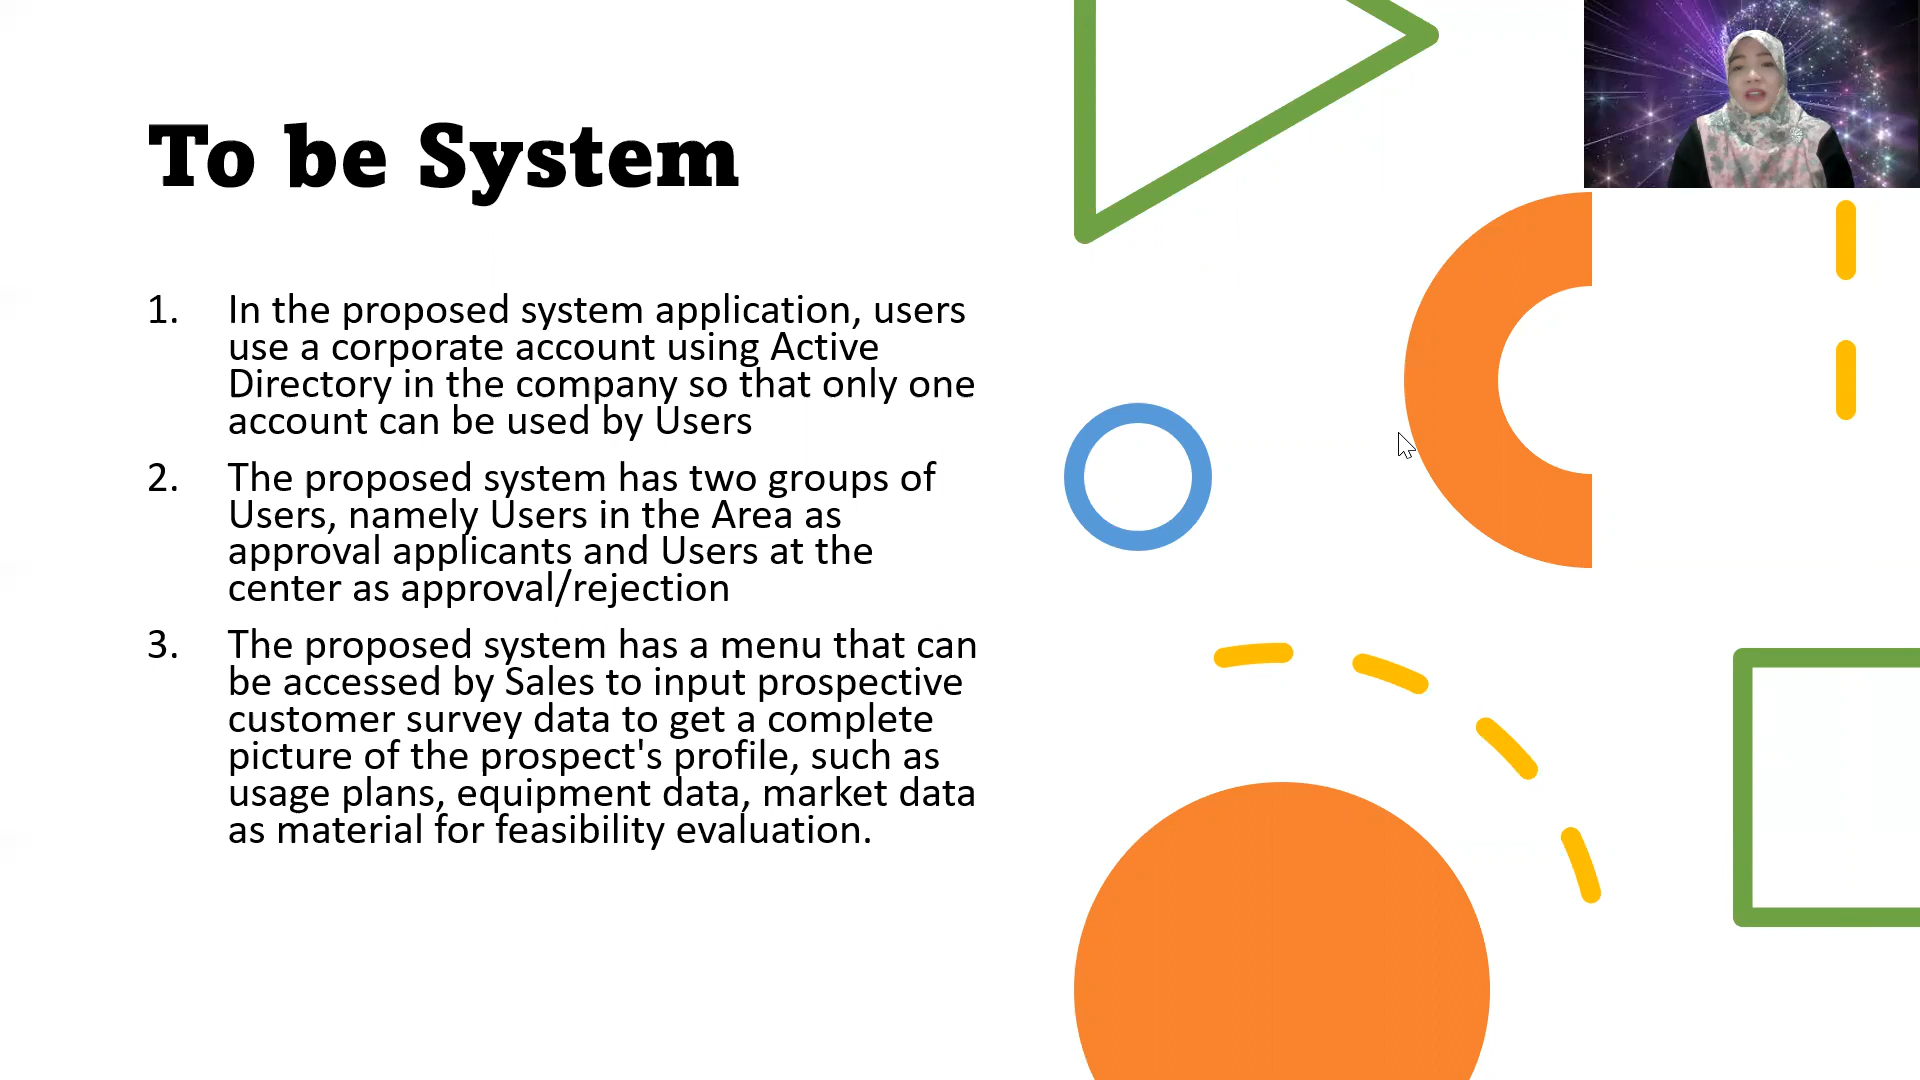 To be System
1. In the proposed system application, users
use a corporate account using Active
Directory in the company so that only one
account can be used by Users
2. The proposed system has two groups of
Users, namely Users in the Area as
approval applicants and Users at the
center as approval/rejection
3. The proposed system has a menu that can
be accessed by Sales to input prospective
customer survey data to get a complete
picture of the prospect's profile, such as
usage plans, equipment data, market data
as material for feasibility evaluation.